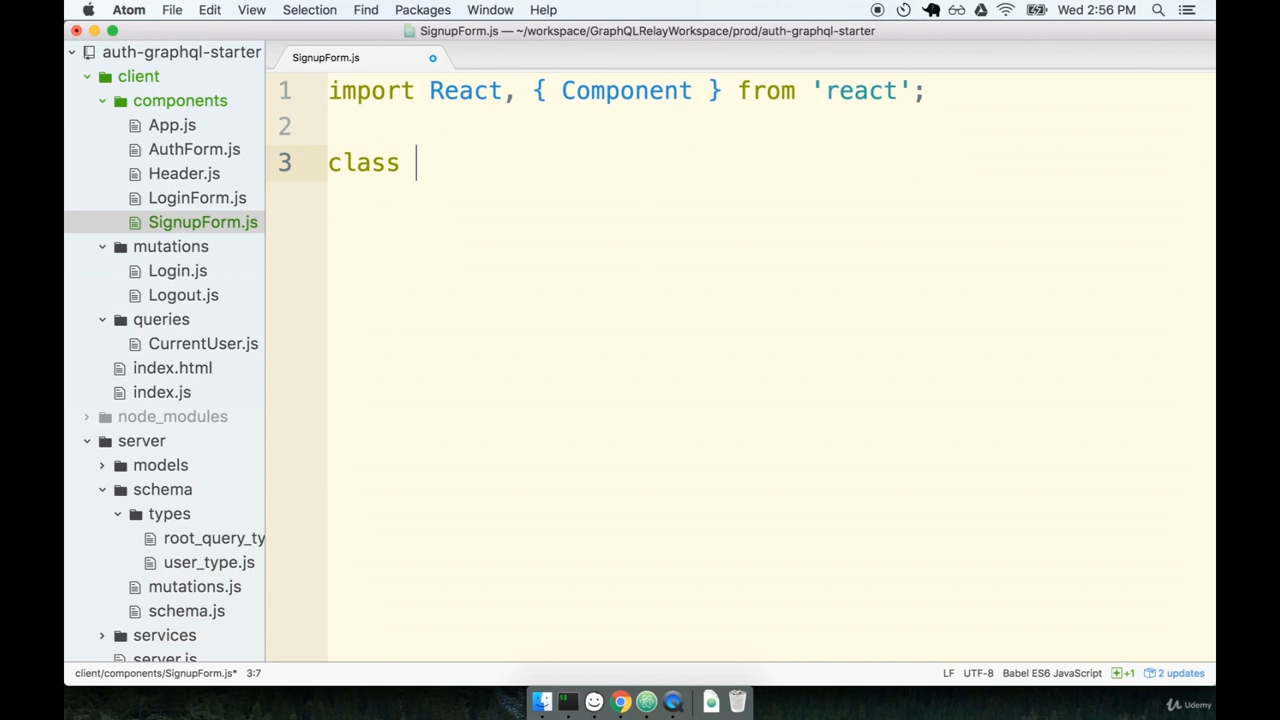 Atom File Edit View Selection Find Packages Window Help Wed 2:56 PM
SignupForm.js — ~/workspace/GraphQLRelayWorkspace/prod/auth-graphql-starter
auth-graphql-starter
SignupForm.js
client
components
App.js
AuthForm.js
Header.js
LoginForm.js
SignupForm.js
mutations
Login.js
Logout.js
queries
CurrentUser.js
index.html
index.js
node_modules
server
models
schema
types
root_query_ty
user_type.js
mutations.js
schema.js
services
server.js
1 import React, { Component } from 'react';
2
3 class
client/components/SignupForm.js* 3:7 LF UTF-8 Babel ES6 JavaScript +1 2 updates
Udemy